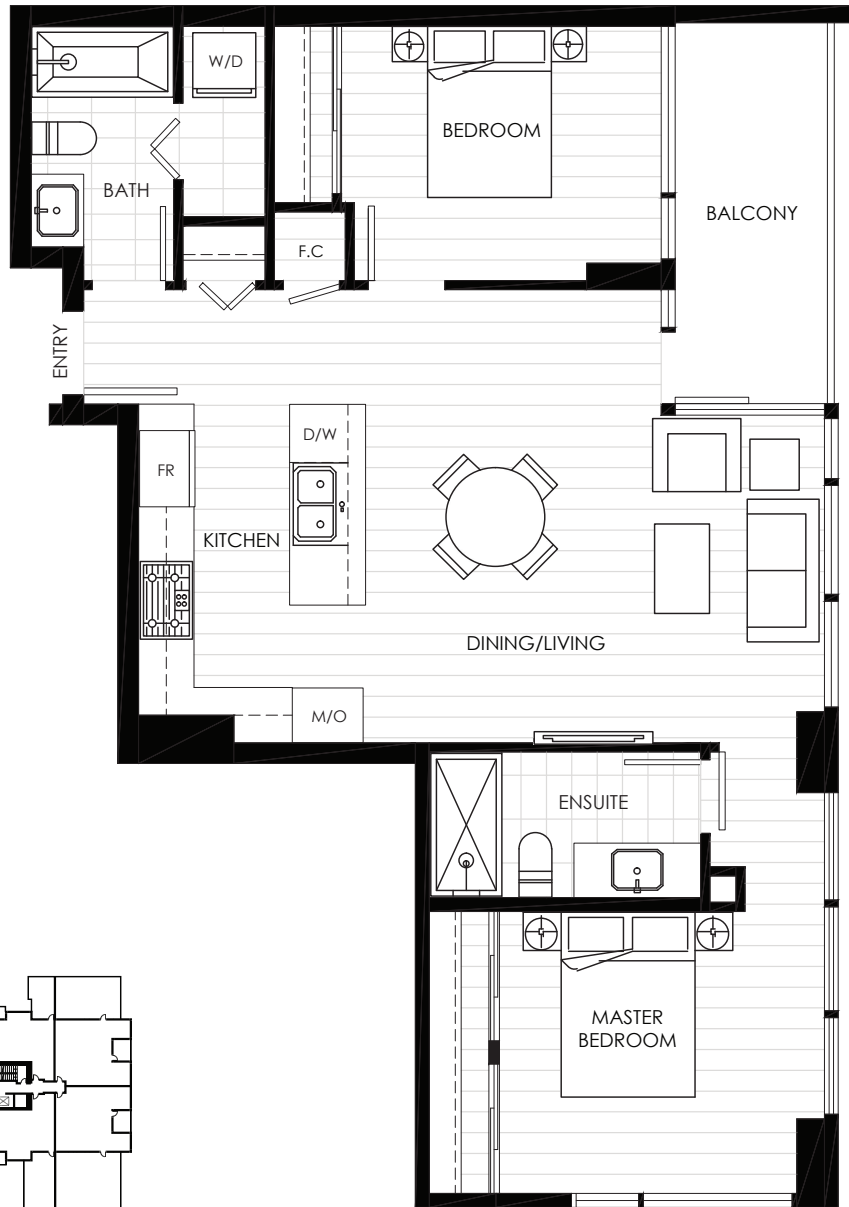 W/D
BEDROOM
BATH
BALCONY
F.C
ENTRY
D/W
FR
KITCHEN
DINING/LIVING
M/O
ENSUITE
MASTER
BEDROOM